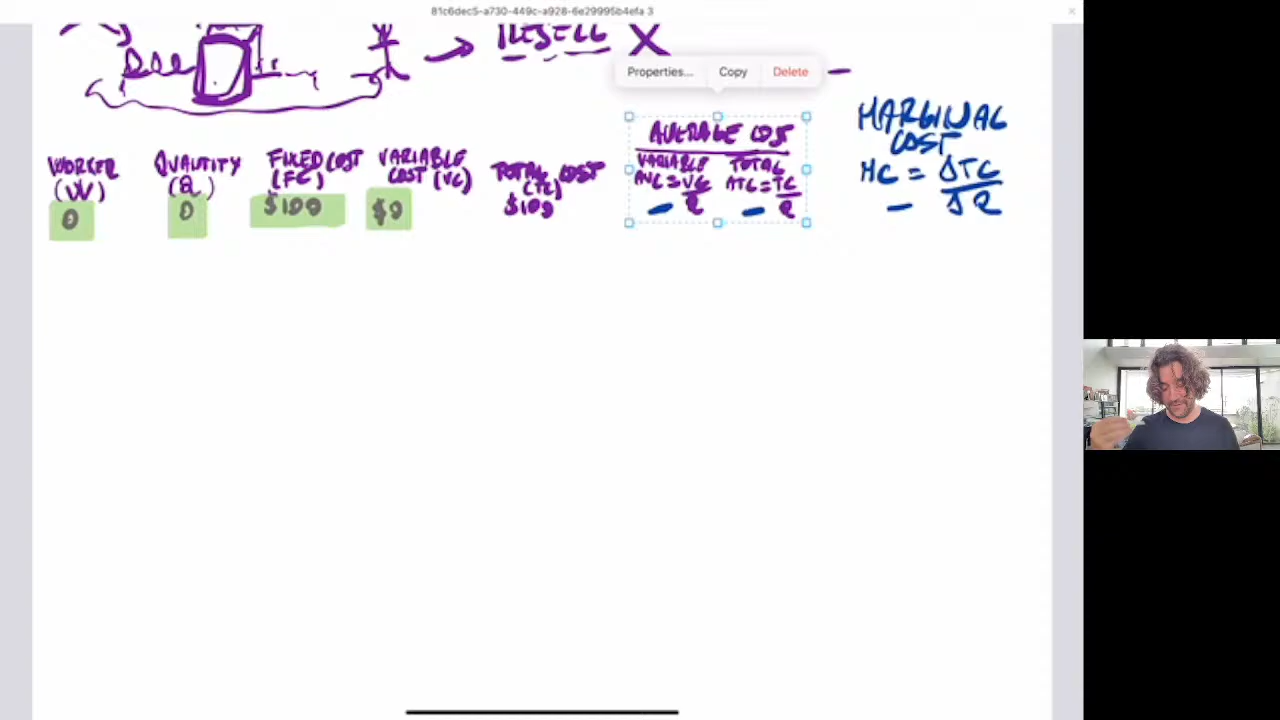 81c6dec5-a730-449c-a928-6e29995b4efa 3
RESELL X
Properties... Copy Delete
WORKER (W)
0
QUANTITY (Q)
0
FIXED COST (FC)
$100
VARIABLE COST (VC)
$0
TOTAL COST (TC)
$100
AVERAGE COST
VARIABLE
AVC = VC/Q
–
TOTAL
ATC = TC/Q
–
MARGINAL COST
MC = ΔTC/ΔQ
–